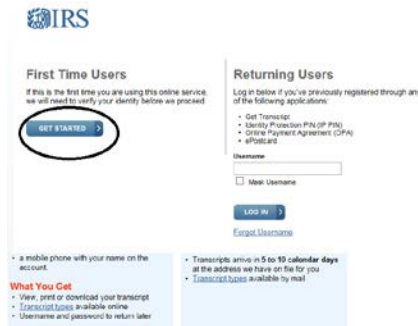 IRS
First Time Users
If this is the first time you are using this online service,
we will need to verify your identity before we proceed.
GET STARTED
a mobile phone with your name on the
account.
What You Get
View, print or download your transcript
Transcript types available online
Username and password to return later
Returning Users
Log in below if you've previously registered through any
of the following applications:
Get Transcript
Identity Protection PIN (IP PIN)
Online Payment Agreement (OPA)
ePostcard
Username
Mask Username
LOG IN
Forgot Username
Transcripts arrive in 5 to 10 calendar days
at the address we have on file for you
Transcript types available by mail